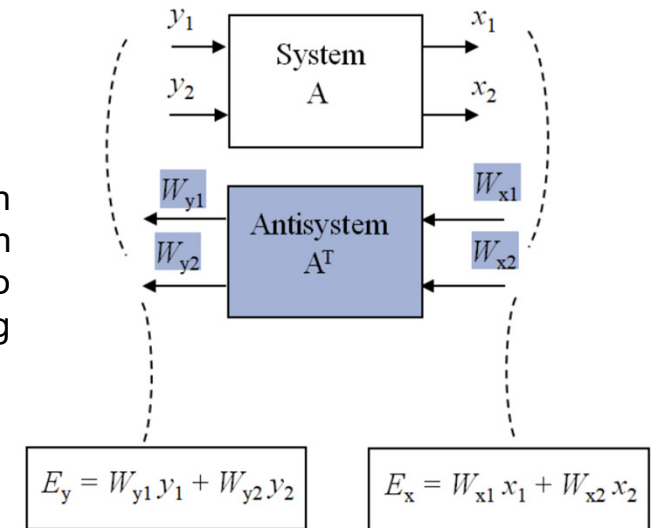 y1
x1
System
A
y2
x2
Wy1
Wx1
Antisystem
Aᵀ
Wy2
Wx2
Ey = Wy1 y1 + Wy2 y2
Ex = Wx1 x1 + Wx2 x2